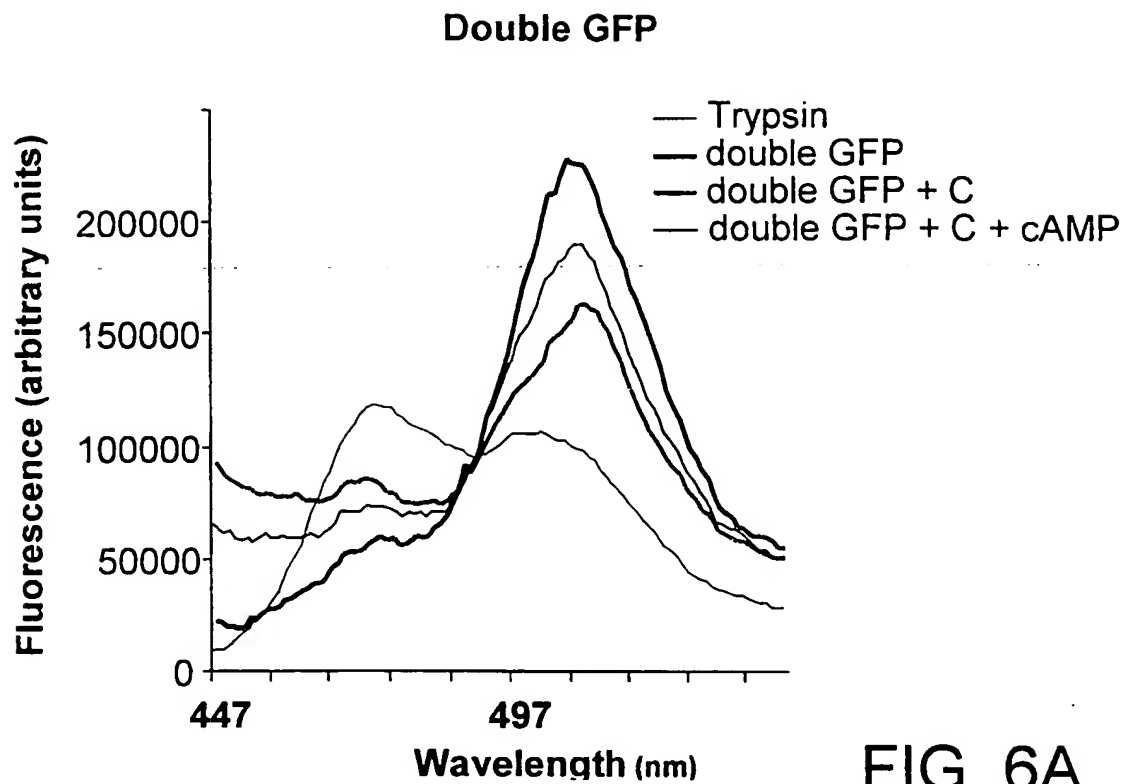 Double GFP
Fluorescence (arbitrary units)
Trypsin
double GFP
double GFP + C
double GFP + C + cAMP
200000
150000
100000
50000
0
447
497
Wavelength (nm)
FIG. 6A